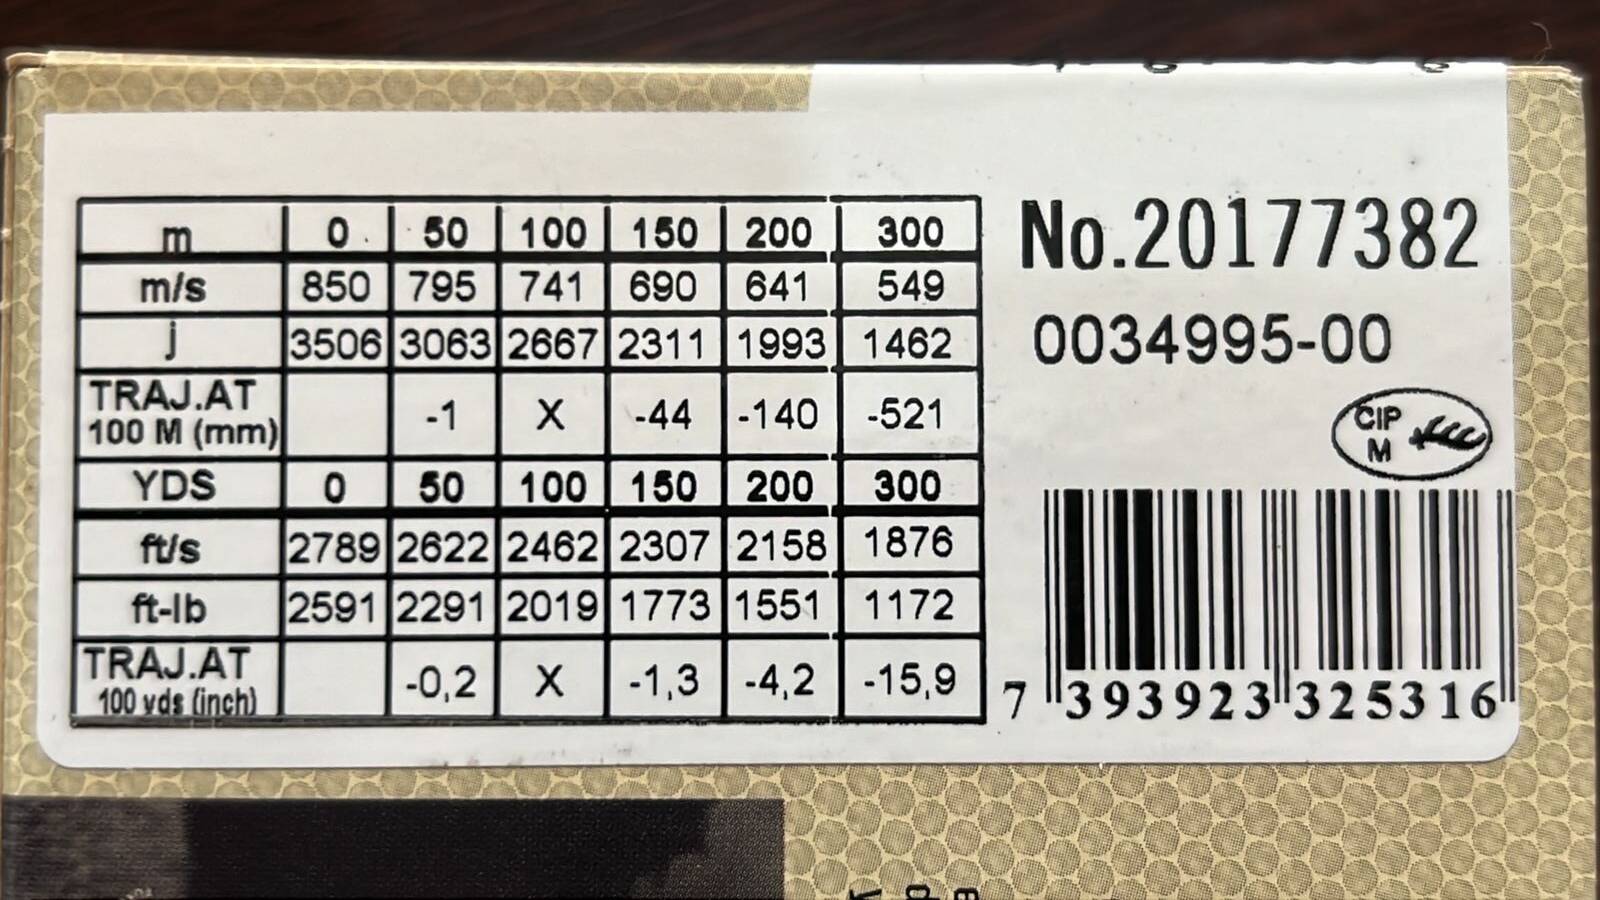 m 0 50 100 150 200 300
m/s 850 795 741 690 641 549
j 3506 3063 2667 2311 1993 1462
TRAJ.AT
100 M (mm) -1 X -44 -140 -521
YDS 0 50 100 150 200 300
ft/s 2789 2622 2462 2307 2158 1876
ft-lb 2591 2291 2019 1773 1551 1172
TRAJ.AT
100 yds (inch) -0,2 X -1,3 -4,2 -15,9
No.20177382
0034995-00
CIP
M
7 393923 325316